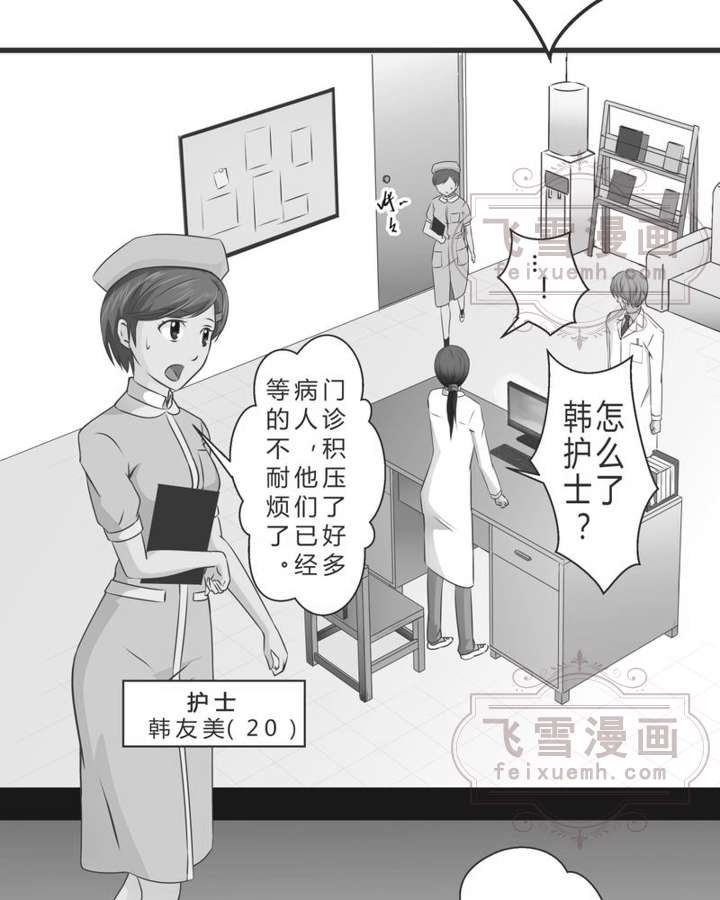 飞雪漫画
feixuemh.com
…!
怎么了
韩护士?
门诊积压了好多
病人,他们已经
等的不耐烦了。
护士
韩友美(20)
飞雪漫画
feixuemh.com